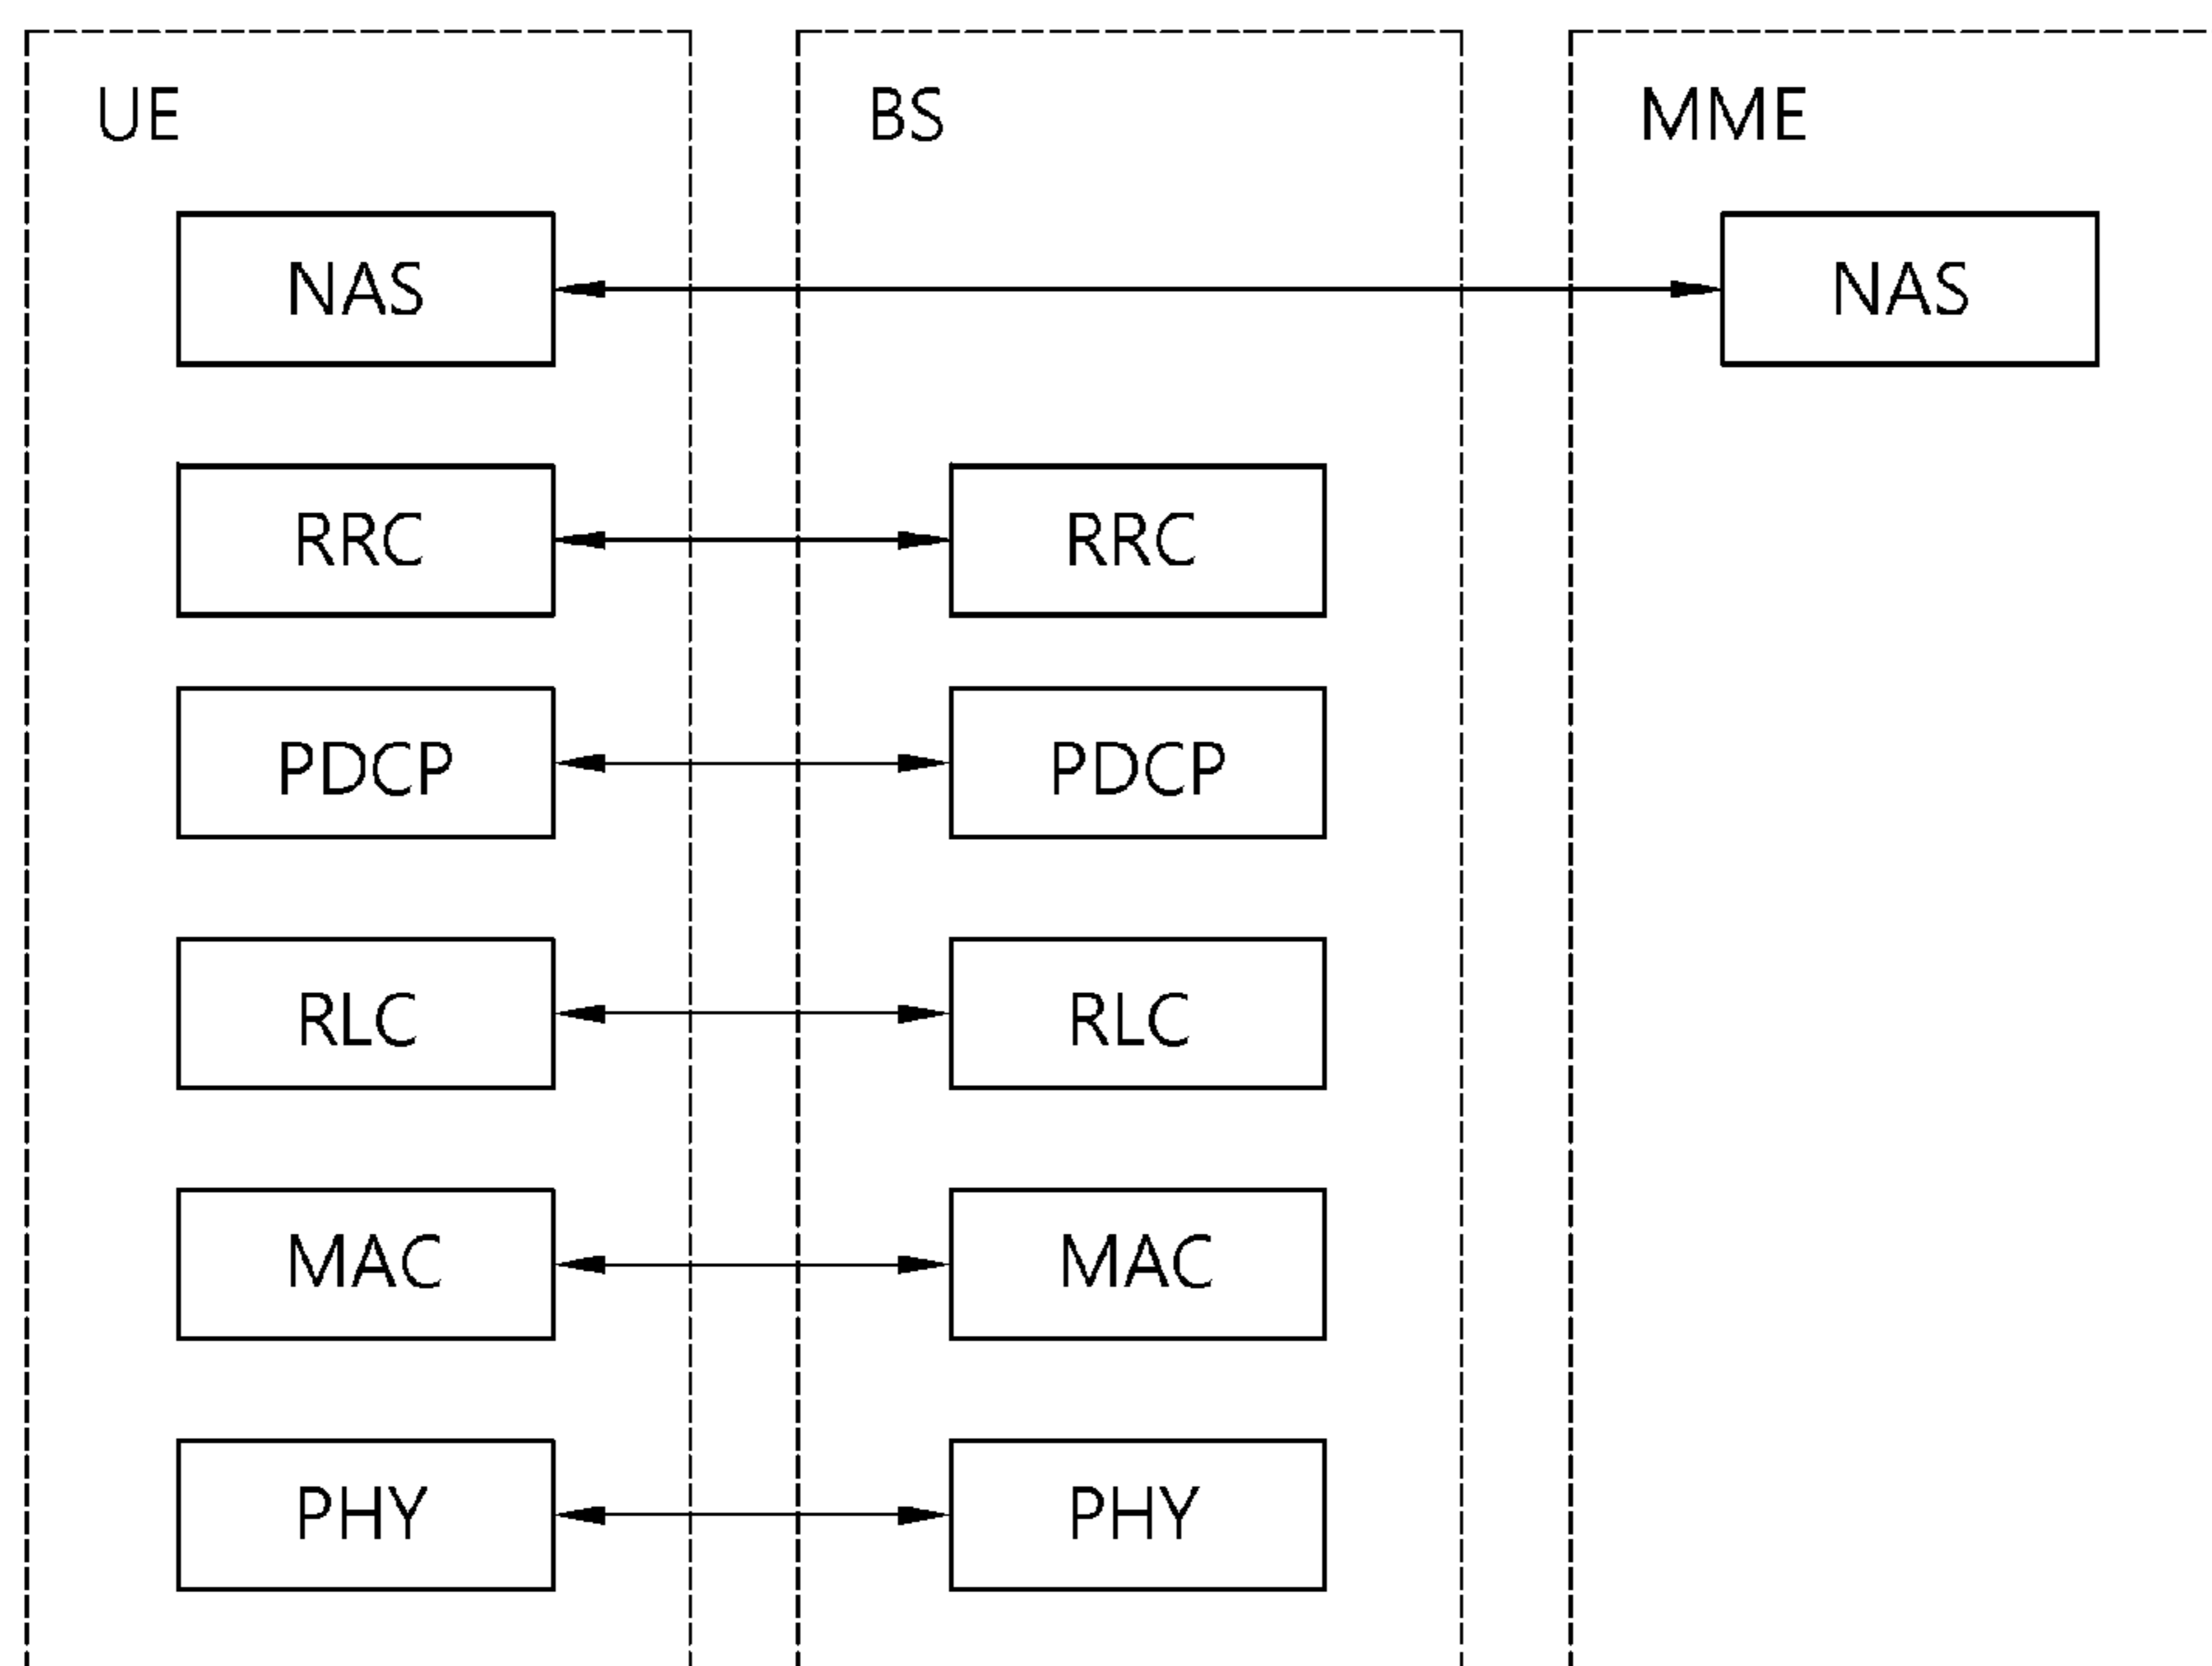 UE BS MME
NAS NAS
RRC RRC
PDCP PDCP
RLC RLC
MAC MAC
PHY PHY